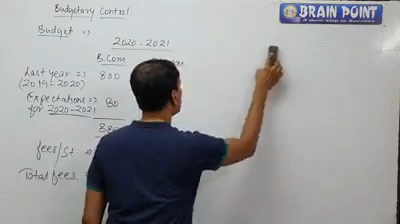 Budgetary Control
BRAIN POINT
Budget =>
2020-2021
B.Com
Last year => 800
(2019-2020)
Expectations => 80
for 2020-2021
fees/St =>
Total fees